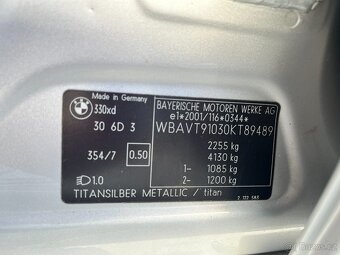 BMW
Made in Germany
330xd
30 6D 3
354/7 0.50
1.0
BAYERISCHE MOTOREN WERKE AG
e1*2001/116*0344*
WBAVT91030KT89489
2255 kg
4130 kg
1- 1085 kg
2- 1200 kg
TITANSILBER METALLIC / titan